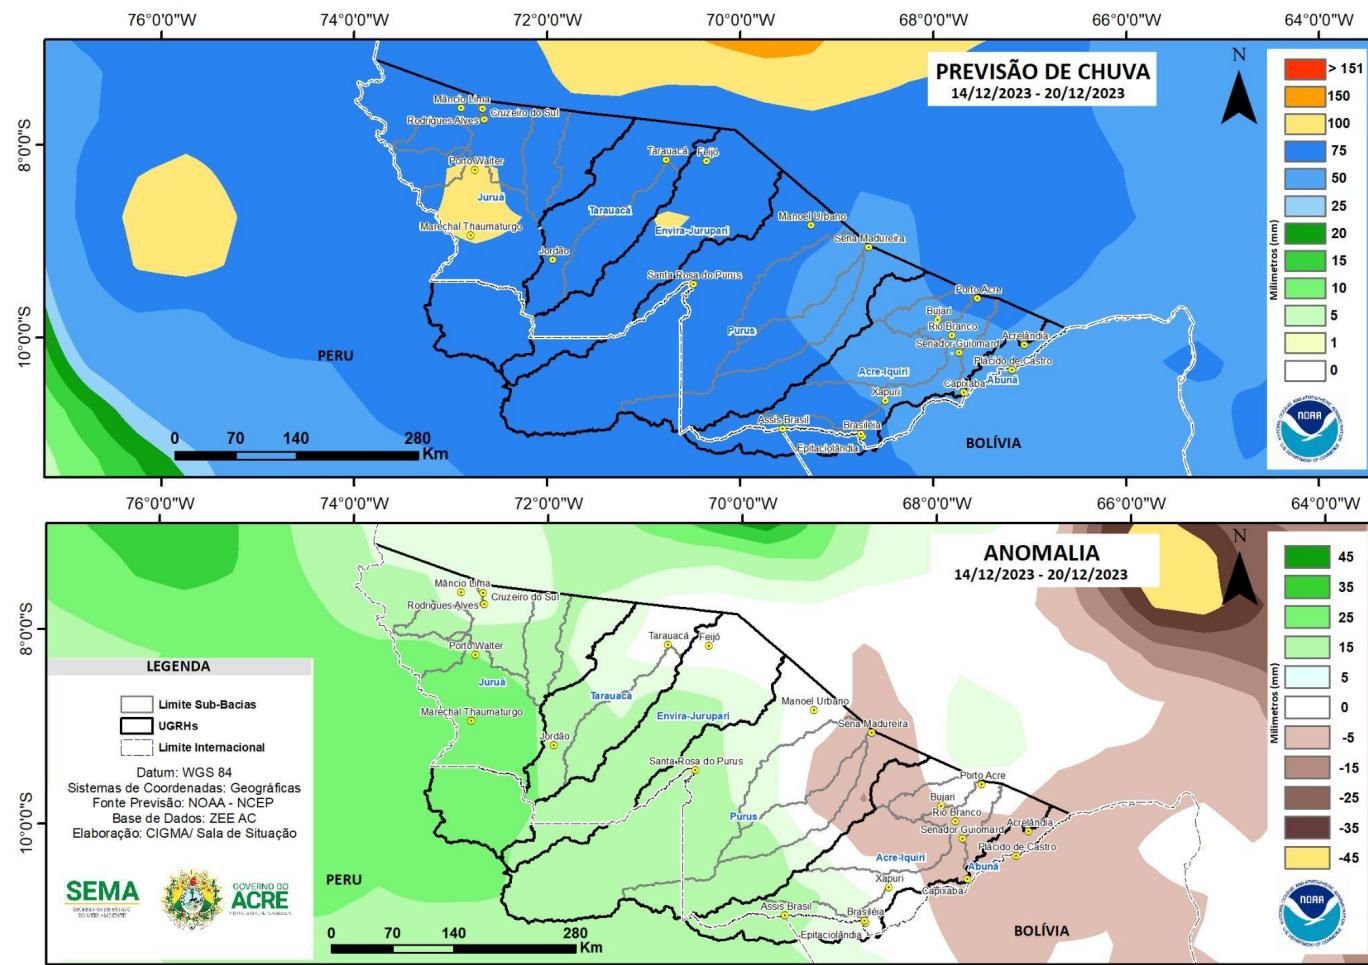 76°0'0"W 74°0'0"W 72°0'0"W 70°0'0"W 68°0'0"W 66°0'0"W 64°0'0"W
PREVISÃO DE CHUVA
14/12/2023 - 20/12/2023
N
8°0'0"S
10°0'0"S
Mâncio Lima
Cruzeiro do Sul
Rodrigues Alves
Porto Walter
Juruá
Marechal Thaumaturgo
Tarauacá
Feijó
Tarauacá
Envira-Jurupari
Jordão
Manoel Urbano
Sena Madureira
Santa Rosa do Purus
Purus
Porto Acre
Bujari
Rio Branco
Senador Guiomard
Acrelândia
Plácido de Castro
Acre-Iquiri
Abunã
Capixaba
Xapuri
Assis Brasil
Brasiléia
Epitaciolândia
PERU
BOLÍVIA
0 70 140 280
Km
Milimetros (mm)
> 151
150
100
75
50
25
20
15
10
5
1
0
NOAA
76°0'0"W 74°0'0"W 72°0'0"W 70°0'0"W 68°0'0"W 66°0'0"W 64°0'0"W
ANOMALIA
14/12/2023 - 20/12/2023
N
8°0'0"S
10°0'0"S
Mâncio Lima
Cruzeiro do Sul
Rodrigues Alves
Porto Walter
Juruá
Marechal Thaumaturgo
Tarauacá
Feijó
Tarauacá
Envira-Jurupari
Jordão
Manoel Urbano
Sena Madureira
Santa Rosa do Purus
Purus
Porto Acre
Bujari
Rio Branco
Senador Guiomard
Acrelândia
Plácido de Castro
Acre-Iquiri
Abunã
Capixaba
Xapuri
Assis Brasil
Brasiléia
Epitaciolândia
PERU
BOLÍVIA
0 70 140 280
Km
Milimetros (mm)
45
35
25
15
5
0
-5
-15
-25
-35
-45
NOAA
LEGENDA
Limite Sub-Bacias
UGRHs
Limite Internacional
Datum: WGS 84
Sistemas de Coordenadas: Geográficas
Fonte Previsão: NOAA - NCEP
Base de Dados: ZEE AC
Elaboração: CIGMA/ Sala de Situação
SEMA
SECRETARIA DE ESTADO
DO MEIO AMBIENTE
GOVERNO DO
ACRE